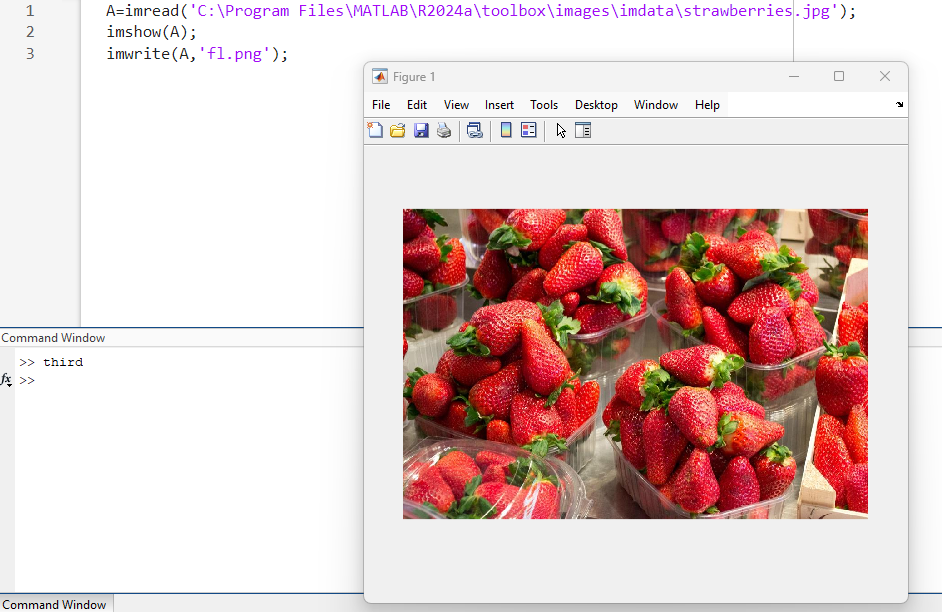 1 A=imread('C:\Program Files\MATLAB\R2024a\toolbox\images\imdata\strawberries.jpg');
2 imshow(A);
3 imwrite(A,'fl.png');
Figure 1
File Edit View Insert Tools Desktop Window Help
Command Window
>> third
fx >>
Command Window